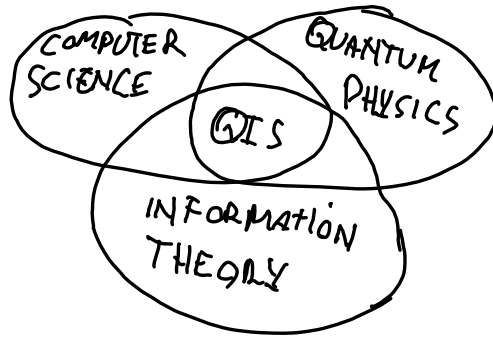 COMPUTER
SCIENCE
QUANTUM
PHYSICS
QIS
INFORMATION
THEORY